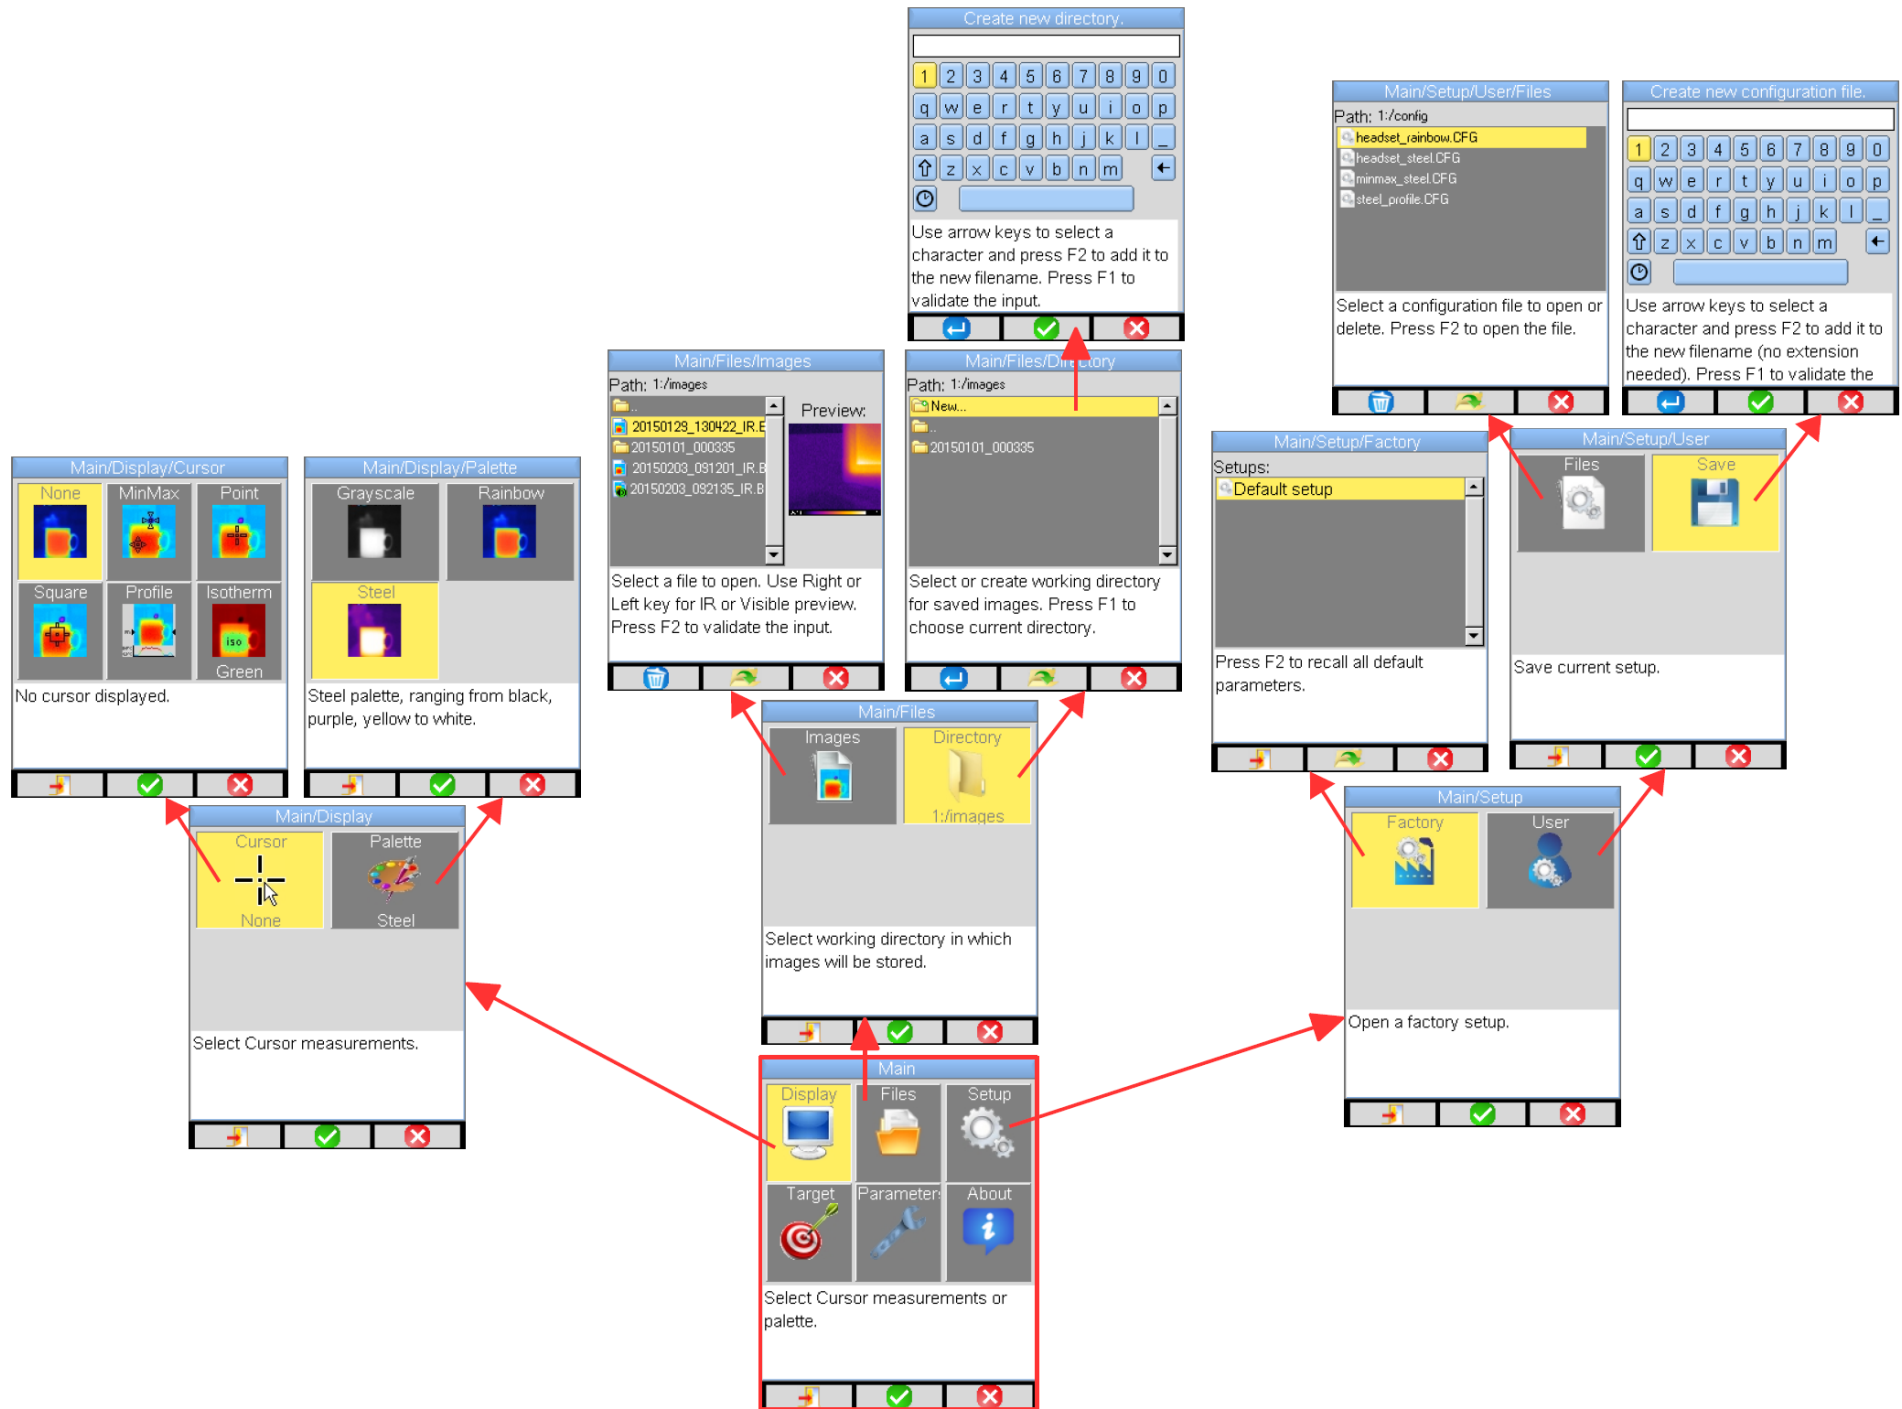 Create new directory.
1 2 3 4 5 6 7 8 9 0
q w e r t y u i o p
a s d f g h j k l _
z x c v b n m
Use arrow keys to select a
character and press F2 to add it to
the new filename. Press F1 to
validate the input.
Main/Setup/User/Files
Path: 1:/config
headset_rainbow.CFG
headset_steel.CFG
minmax_steel.CFG
steel_profile.CFG
Select a configuration file to open or
delete. Press F2 to open the file.
Create new configuration file.
1 2 3 4 5 6 7 8 9 0
q w e r t y u i o p
a s d f g h j k l _
z x c v b n m
Use arrow keys to select a
character and press F2 to add it to
the new filename (no extension
needed). Press F1 to validate the
Main/Files/Images
Path: 1:/images
..
20150129_130422_IR.B
20150101_000335
20150203_091201_IR.B
20150203_092135_IR.B
Preview:
Select a file to open. Use Right or
Left key for IR or Visible preview.
Press F2 to validate the input.
Main/Files/Directory
Path: 1:/images
New...
..
20150101_000335
Select or create working directory
for saved images. Press F1 to
choose current directory.
Main/Setup/Factory
Setups:
Default setup
Press F2 to recall all default
parameters.
Main/Setup/User
Files
Save
Save current setup.
Main/Display/Cursor
None MinMax Point
Square Profile Isotherm
iso
Green
No cursor displayed.
Main/Display/Palette
Grayscale Rainbow
Steel
Steel palette, ranging from black,
purple, yellow to white.
Main/Files
Images Directory
1:/images
Select working directory in which
images will be stored.
Main/Display
Cursor Palette
None Steel
Select Cursor measurements.
Main/Setup
Factory User
Open a factory setup.
Main
Display Files Setup
Target Parameter About
Select Cursor measurements or
palette.